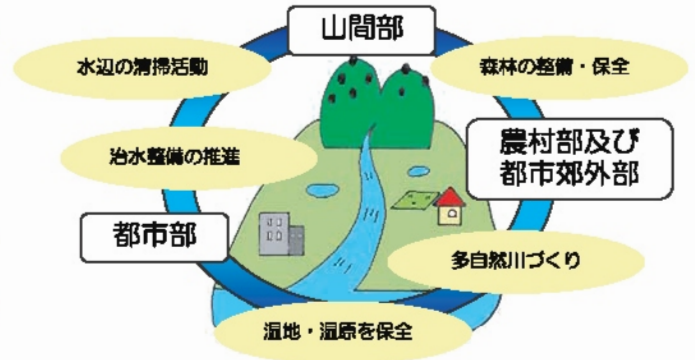 山間部
水辺の清掃活動
森林の整備・保全
治水整備の推進
農村部及び
都市郊外部
都市部
多自然川づくり
湿地・湿原を保全